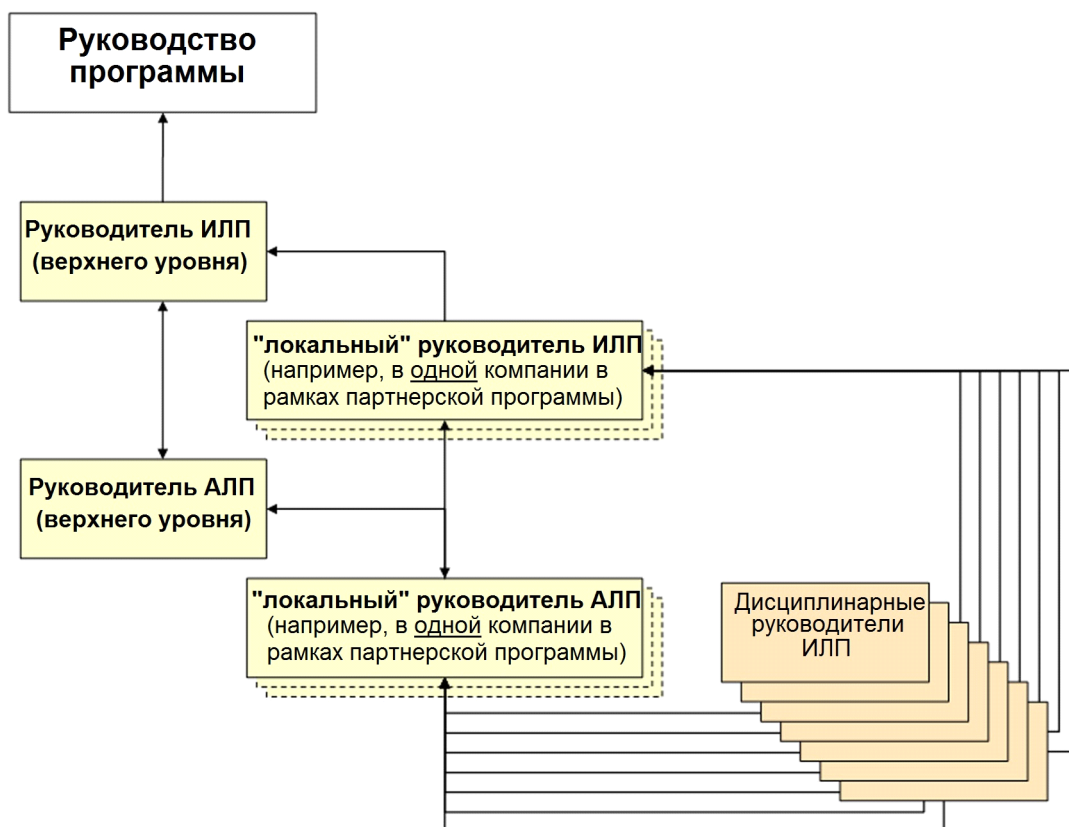 Руководство
программы
Руководитель ИЛП
(верхнего уровня)
"локальный" руководитель ИЛП
(например, в одной компании в
рамках партнерской программы)
Руководитель АЛП
(верхнего уровня)
"локальный" руководитель АЛП
(например, в одной компании в
рамках партнерской программы)
Дисциплинарные
руководители
ИЛП